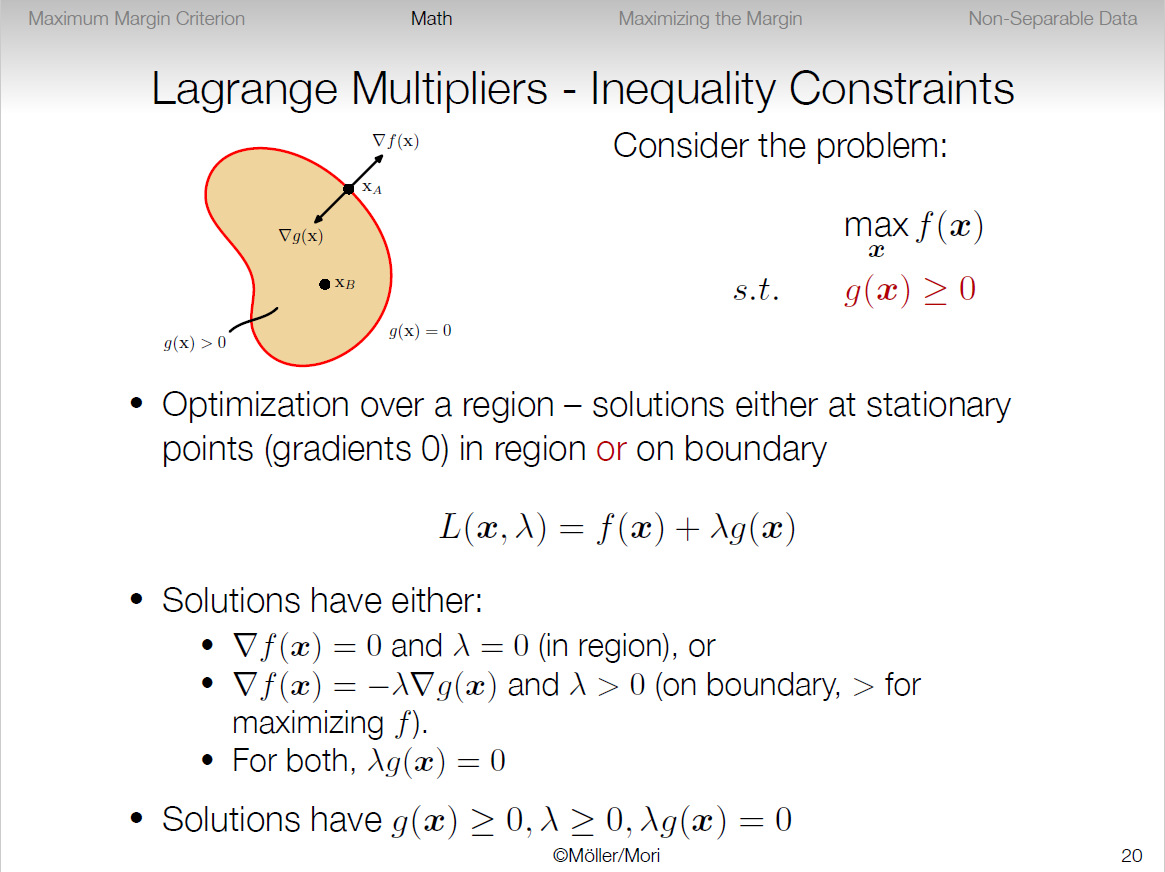 Maximum Margin Criterion Math Maximizing the Margin Non-Separable Data
Lagrange Multipliers - Inequality Constraints
∇f(x)
x_A
∇g(x)
x_B
g(x) = 0
g(x) > 0
Consider the problem:
max f(x)
x
s.t. g(x) ≥ 0
• Optimization over a region – solutions either at stationary
points (gradients 0) in region or on boundary
L(x, λ) = f(x) + λg(x)
• Solutions have either:
• ∇f(x) = 0 and λ = 0 (in region), or
• ∇f(x) = −λ∇g(x) and λ > 0 (on boundary, > for
maximizing f).
• For both, λg(x) = 0
• Solutions have g(x) ≥ 0, λ ≥ 0, λg(x) = 0
©Möller/Mori
20